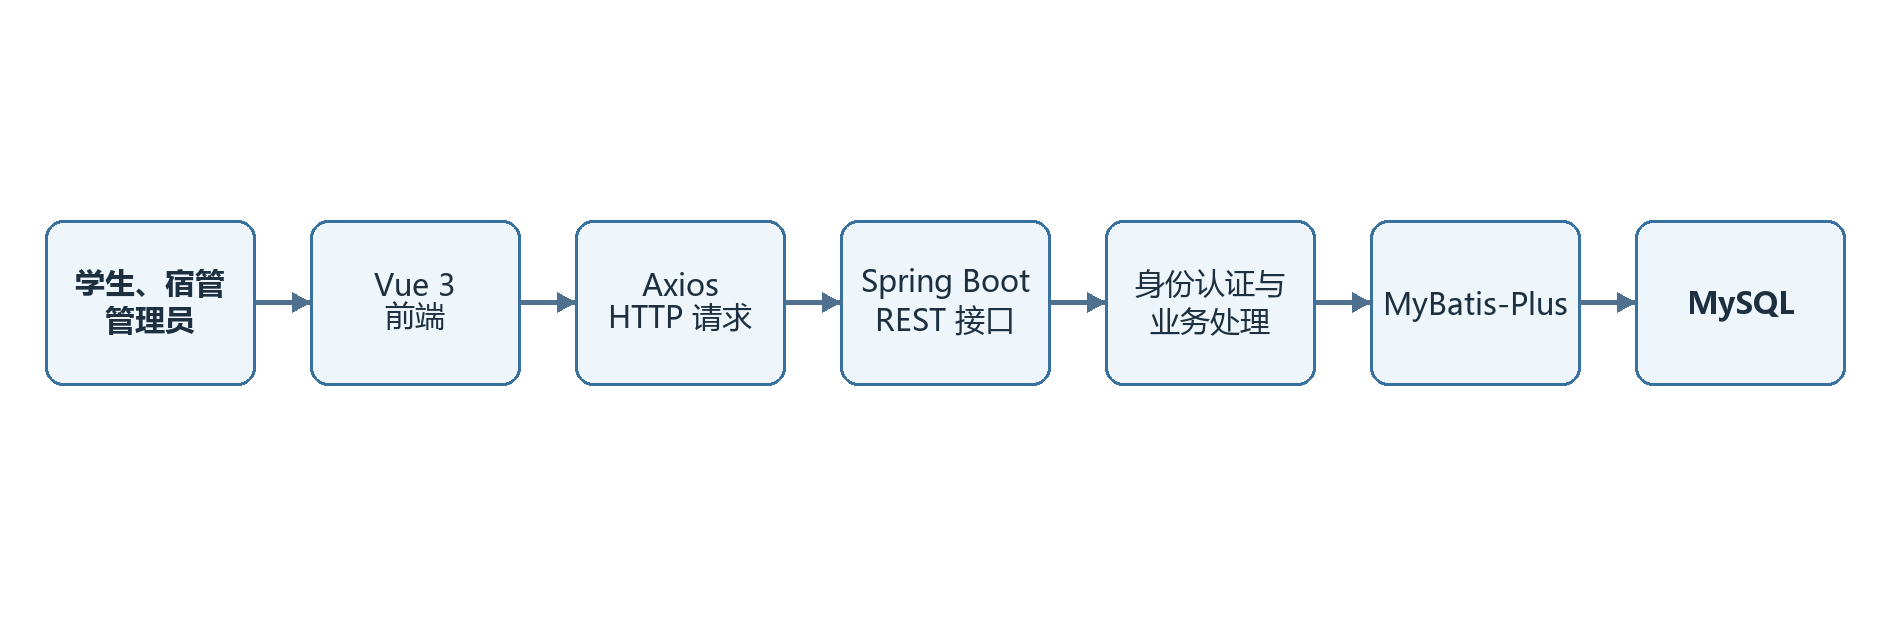 学生、宿管
管理员
Vue 3
前端
Axios
HTTP 请求
Spring Boot
REST 接口
身份认证与
业务处理
MyBatis-Plus
MySQL